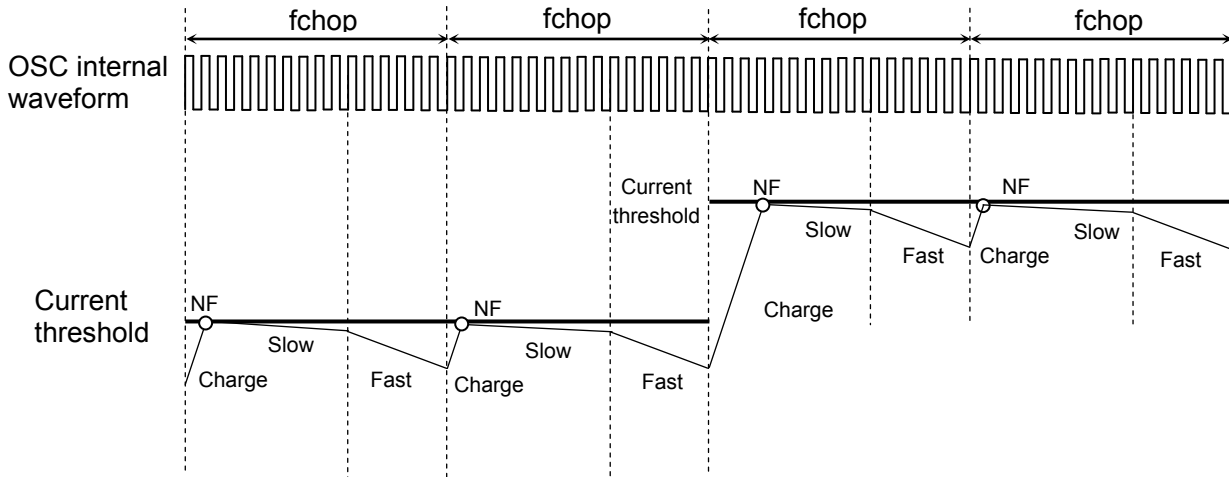 fchop
fchop
fchop
fchop
OSC internal
waveform
Current
threshold
NF
Slow
Fast
NF
Charge
Slow
Fast
Charge
Current
threshold
NF
Slow
Charge
Fast
NF
Slow
Charge
Fast